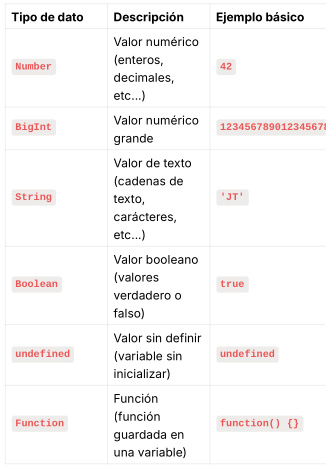 Tipo de dato Descripción Ejemplo básico
Number Valor numérico (enteros, decimales, etc...) 42
BigInt Valor numérico grande 123456789012345678
String Valor de texto (cadenas de texto, carácteres, etc...) 'JT'
Boolean Valor booleano (valores verdadero o falso) true
undefined Valor sin definir (variable sin inicializar) undefined
Function Función (función guardada en una variable) function() {}